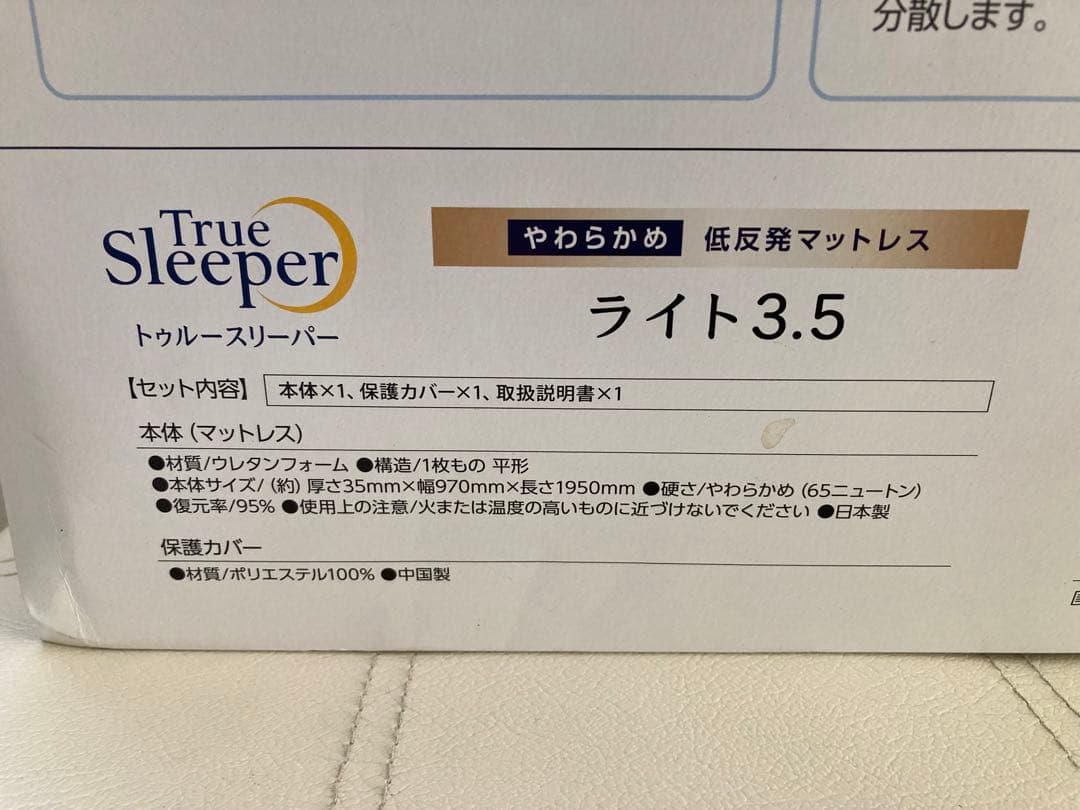 分散します。
True
Sleeper
トゥルースリーパー
やわらかめ 低反発マットレス
ライト3.5
【セット内容】 本体×1、保護カバー×1、取扱説明書×1
本体（マットレス）
●材質/ウレタンフォーム ●構造/1枚もの 平形
●本体サイズ/（約）厚さ35mm×幅970mm×長さ1950mm ●硬さ/やわらかめ（65ニュートン）
●復元率/95% ●使用上の注意/火または温度の高いものに近づけないでください ●日本製
保護カバー
●材質/ポリエステル100% ●中国製